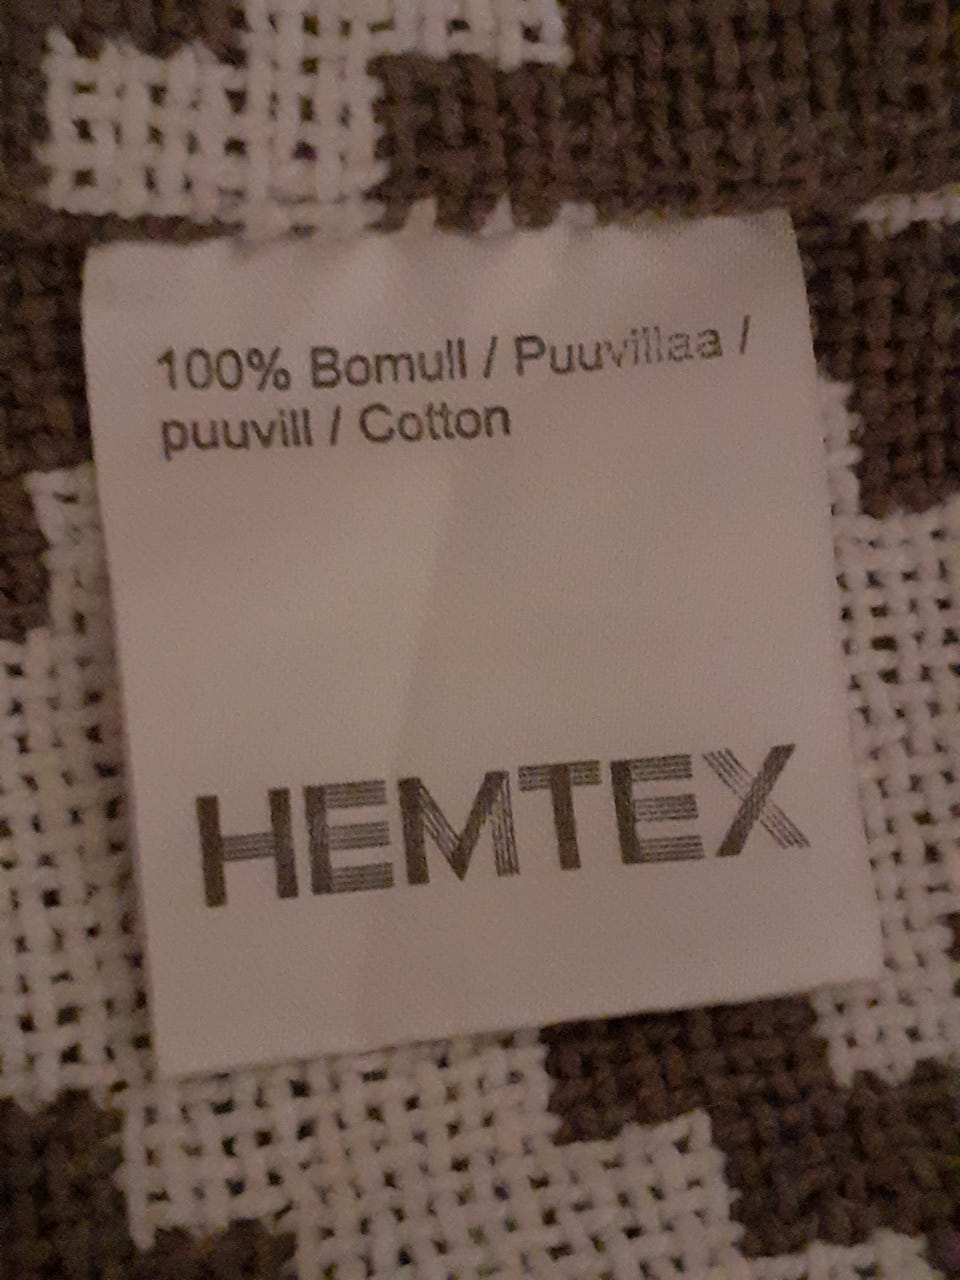 100% Bomull / Puuvillaa /
puuvill / Cotton
HEMTEX